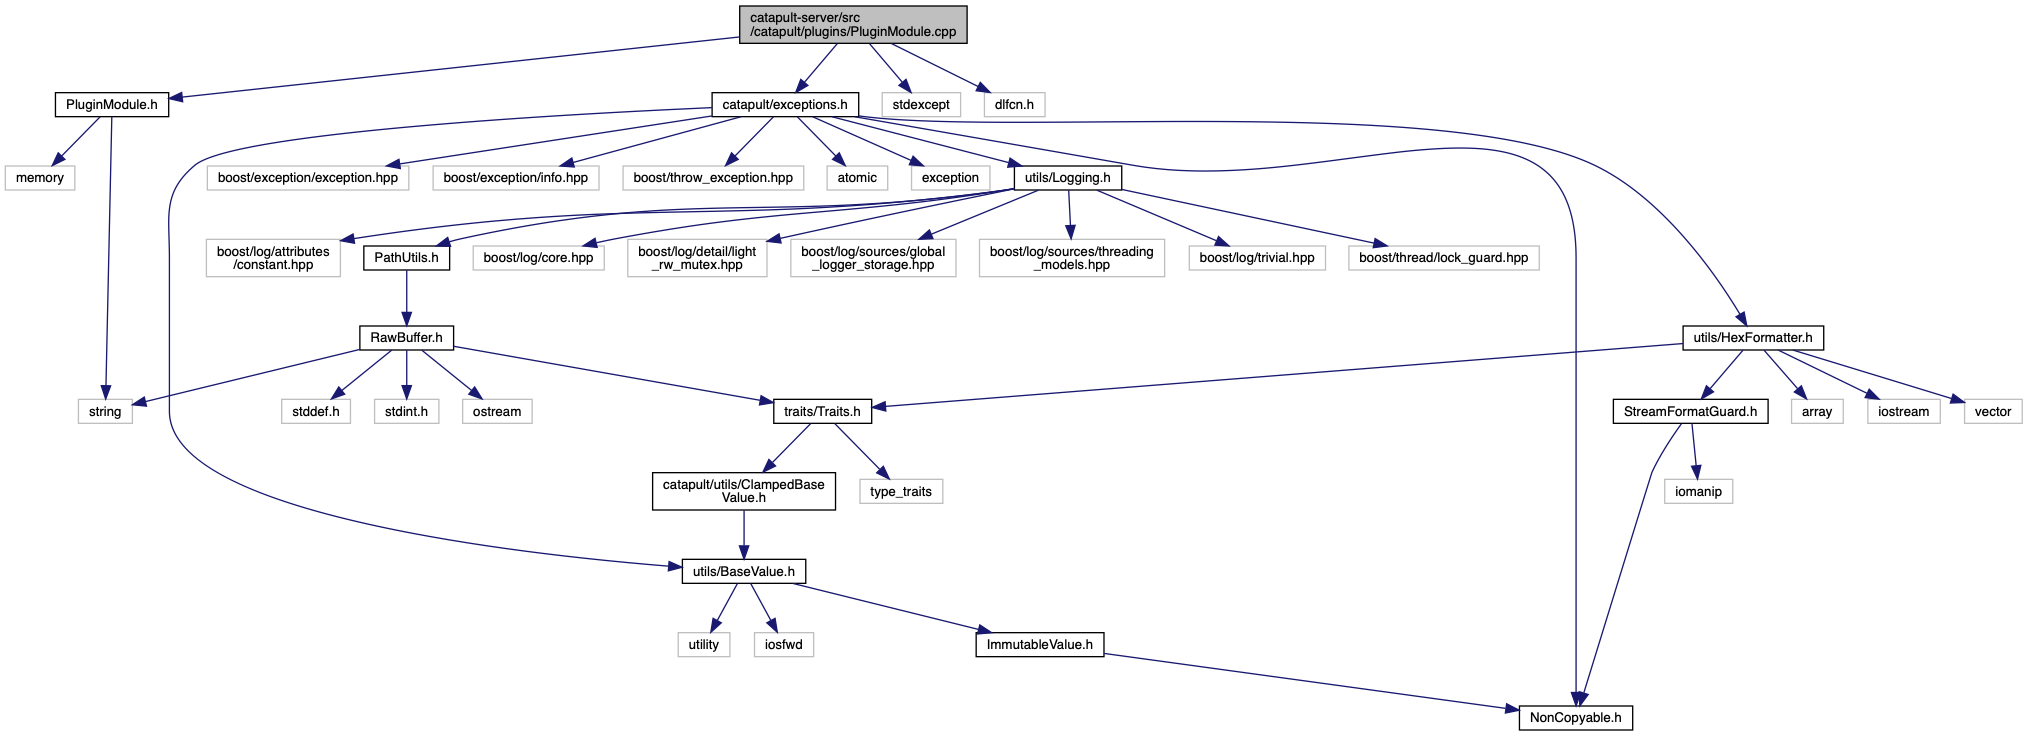 catapult-server/src
/catapult/plugins/PluginModule.cpp
PluginModule.h
catapult/exceptions.h
stdexcept
dlfcn.h
memory
boost/exception/exception.hpp
boost/exception/info.hpp
boost/throw_exception.hpp
atomic
exception
utils/Logging.h
boost/log/attributes
/constant.hpp
PathUtils.h
boost/log/core.hpp
boost/log/detail/light
_rw_mutex.hpp
boost/log/sources/global
_logger_storage.hpp
boost/log/sources/threading
_models.hpp
boost/log/trivial.hpp
boost/thread/lock_guard.hpp
RawBuffer.h
utils/HexFormatter.h
string
stddef.h
stdint.h
ostream
traits/Traits.h
StreamFormatGuard.h
array
iostream
vector
catapult/utils/ClampedBase
Value.h
type_traits
iomanip
utils/BaseValue.h
utility
iosfwd
ImmutableValue.h
NonCopyable.h